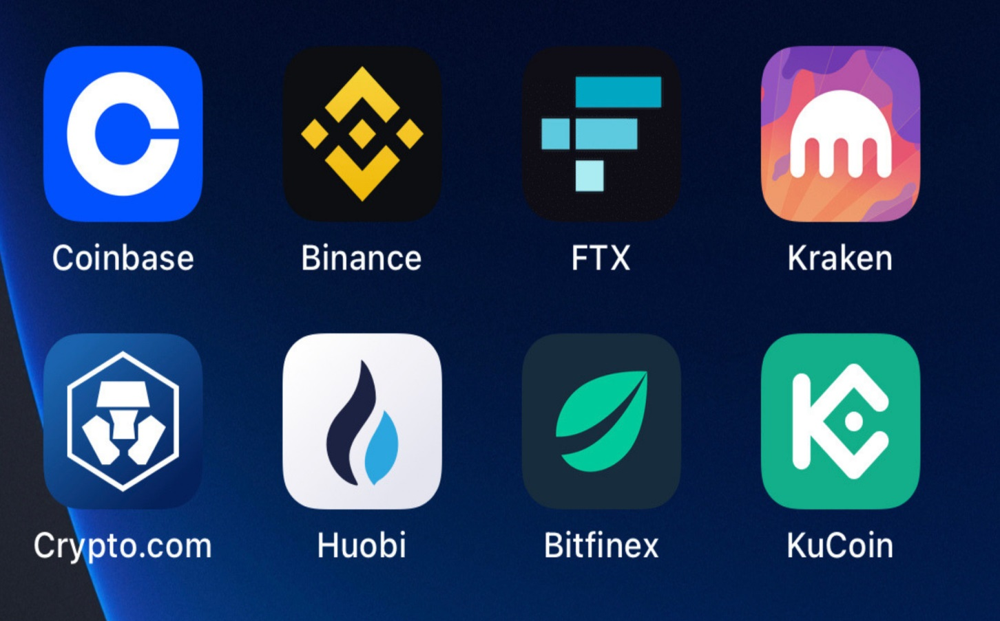 Coinbase Binance FTX Kraken
Crypto.com Huobi Bitfinex KuCoin